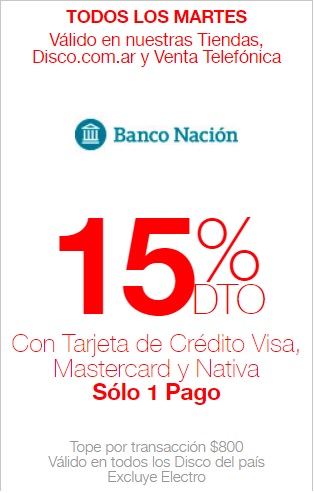 TODOS LOS MARTES
Válido en nuestras Tiendas,
Disco.com.ar y Venta Telefónica
Banco Nación
15%
DTO
Con Tarjeta de Crédito Visa,
Mastercard y Nativa
Sólo 1 Pago
Tope por transacción $800
Válido en todos los Disco del país
Excluye Electro